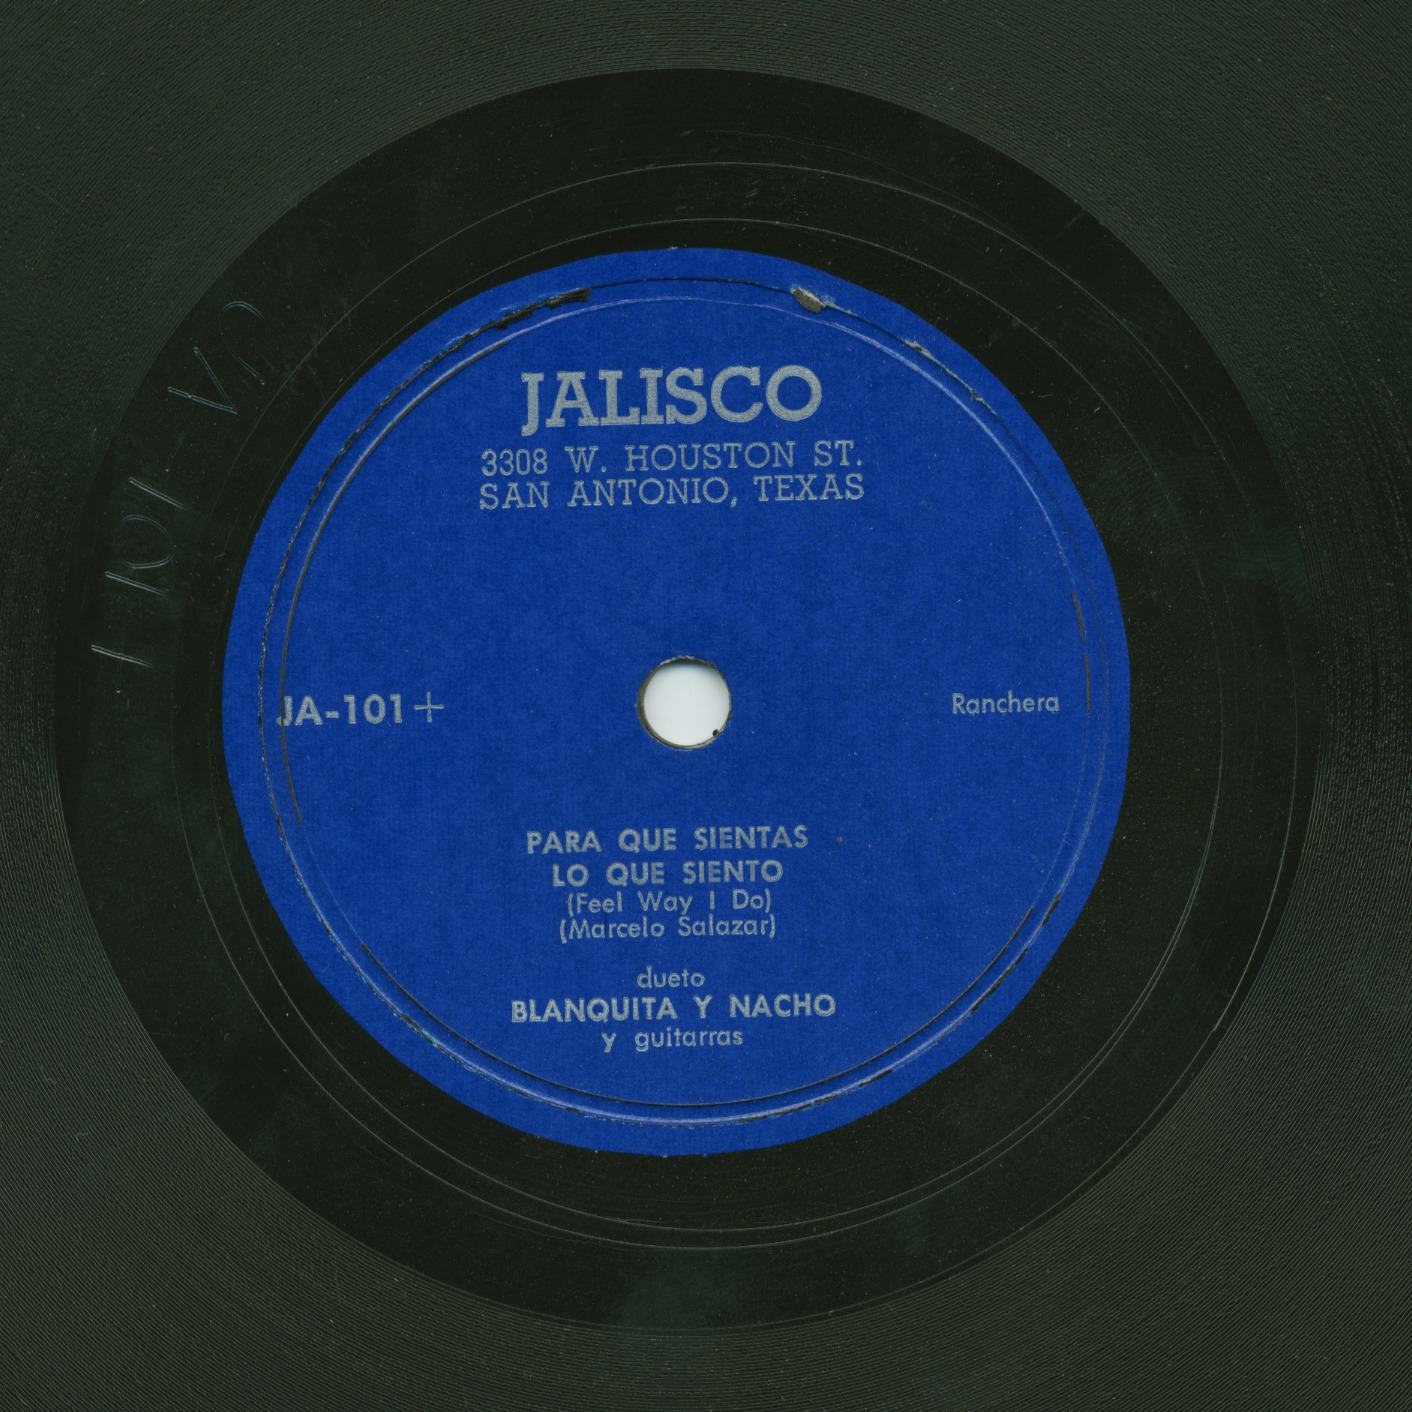 JALISCO
3308 W. HOUSTON ST.
SAN ANTONIO, TEXAS
JA-101+
Ranchera
PARA QUE SIENTAS
LO QUE SIENTO
(Feel Way I Do)
(Marcelo Salazar)
dueto
BLANQUITA Y NACHO
y guitarras